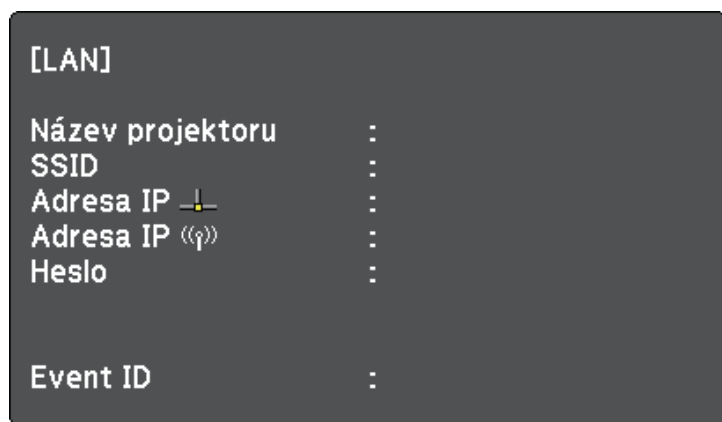 [LAN]
Název projektoru :
SSID :
Adresa IP :
Adresa IP :
Heslo :
Event ID :